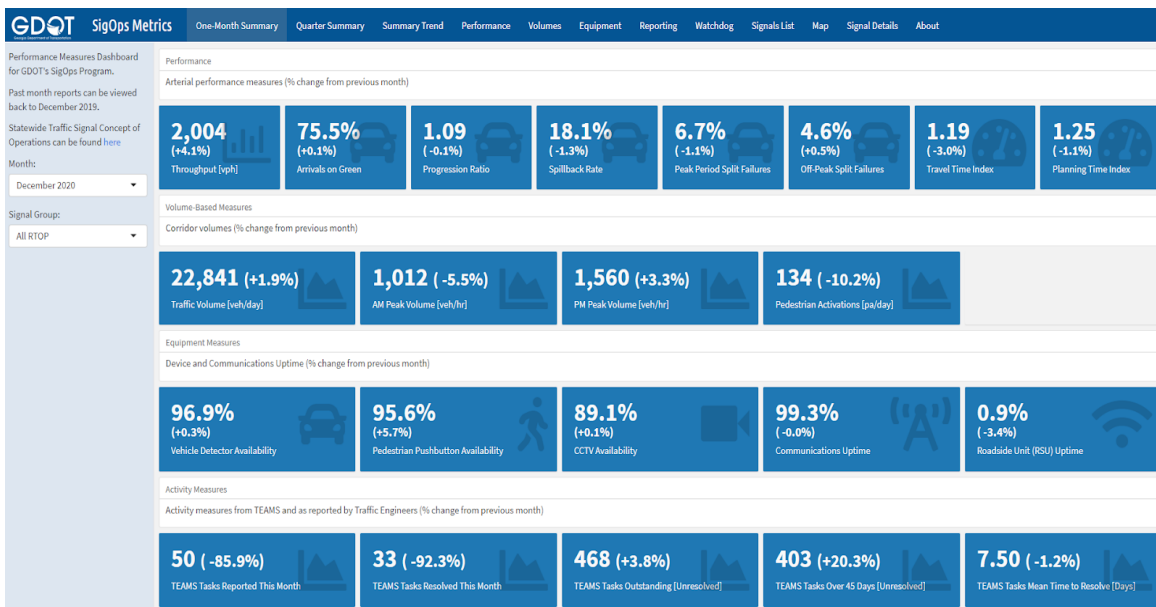 GDOT
Georgia Department of Transportation
SigOps Metrics
One-Month Summary
Quarter Summary
Summary Trend
Performance
Volumes
Equipment
Reporting
Watchdog
Signals List
Map
Signal Details
About
Performance Measures Dashboard
for GDOT's SigOps Program.
Past month reports can be viewed
back to December 2019.
Statewide Traffic Signal Concept of
Operations can be found here
Month:
December 2020
Signal Group:
All RTOP
Performance
Arterial performance measures (% change from previous month)
2,004
(+4.1%)
Throughput [vph]
75.5%
(+0.1%)
Arrivals on Green
1.09
( -0.1%)
Progression Ratio
18.1%
( -1.3%)
Spillback Rate
6.7%
( -1.1%)
Peak Period Split Failures
4.6%
(+0.5%)
Off-Peak Split Failures
1.19
( -3.0%)
Travel Time Index
1.25
( -1.1%)
Planning Time Index
Volume-Based Measures
Corridor volumes (% change from previous month)
22,841 (+1.9%)
Traffic Volume [veh/day]
1,012 ( -5.5%)
AM Peak Volume [veh/hr]
1,560 (+3.3%)
PM Peak Volume [veh/hr]
134 ( -10.2%)
Pedestrian Activations [pa/day]
Equipment Measures
Device and Communications Uptime (% change from previous month)
96.9%
(+0.3%)
Vehicle Detector Availability
95.6%
(+5.7%)
Pedestrian Pushbutton Availability
89.1%
(+0.1%)
CCTV Availability
99.3%
( -0.0%)
Communications Uptime
0.9%
( -3.4%)
Roadside Unit (RSU) Uptime
Activity Measures
Activity measures from TEAMS and as reported by Traffic Engineers (% change from previous month)
50 ( -85.9%)
TEAMS Tasks Reported This Month
33 ( -92.3%)
TEAMS Tasks Resolved This Month
468 (+3.8%)
TEAMS Tasks Outstanding [Unresolved]
403 (+20.3%)
TEAMS Tasks Over 45 Days [Unresolved]
7.50 ( -1.2%)
TEAMS Tasks Mean Time to Resolve [Days]